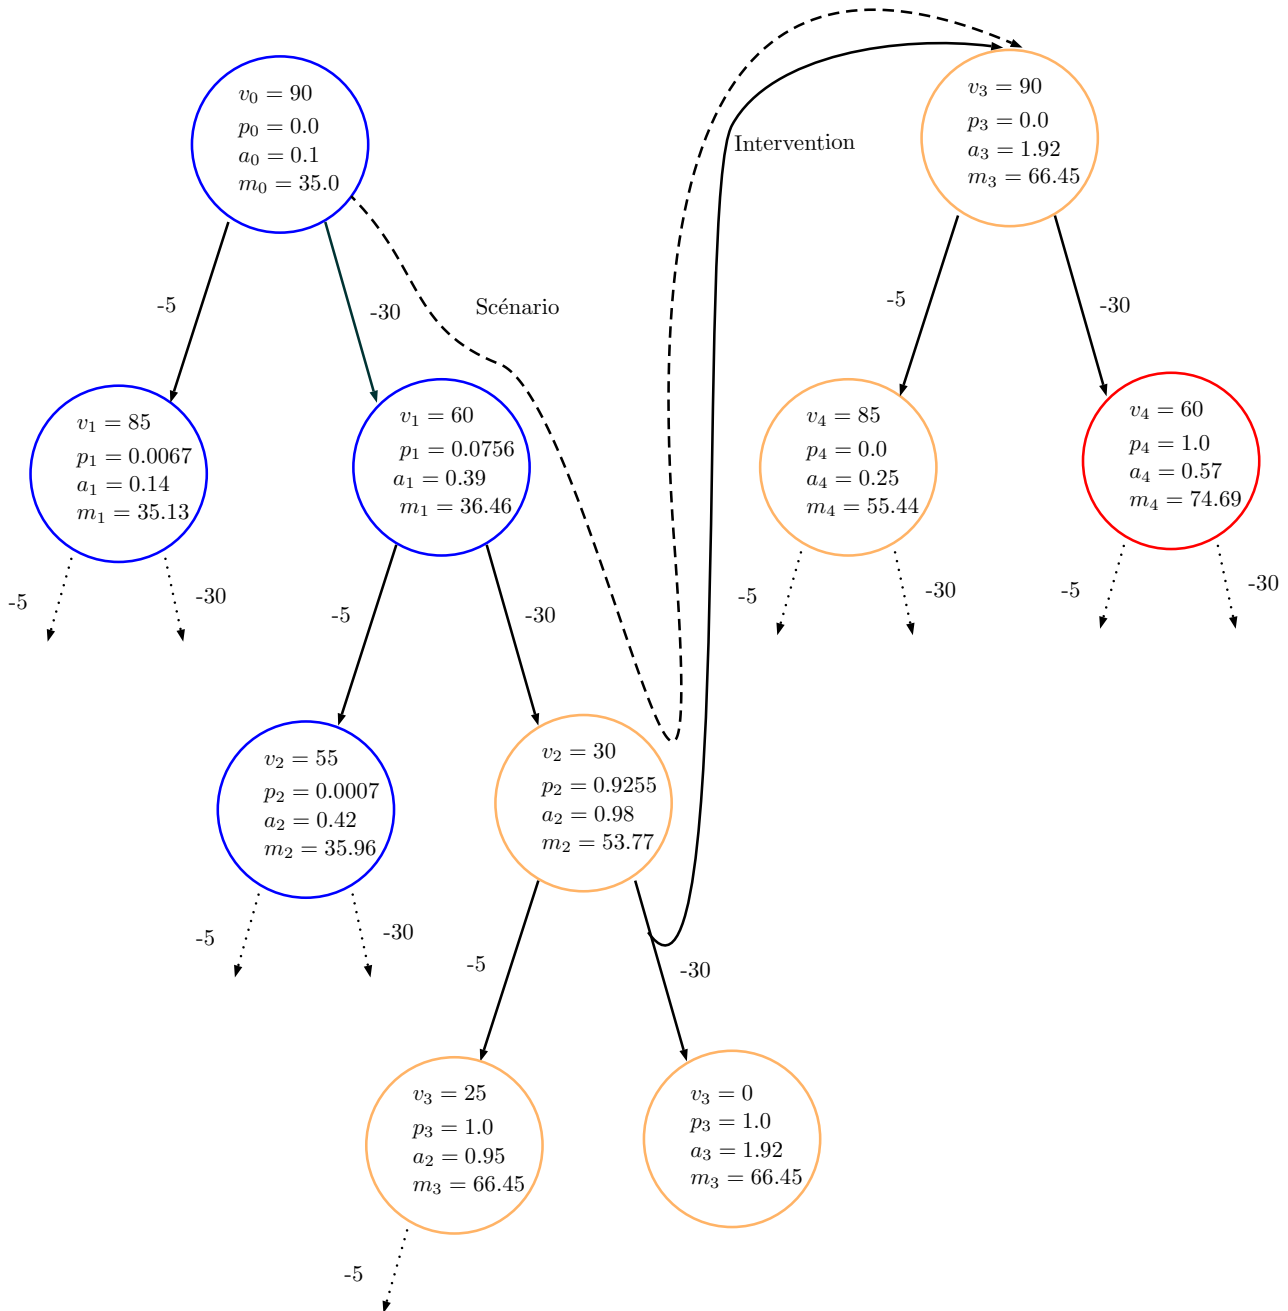 v₀ = 90
p₀ = 0.0
a₀ = 0.1
m₀ = 35.0
v₃ = 90
p₃ = 0.0
a₃ = 1.92
m₃ = 66.45
Intervention
Scénario
-5
-30
-5
-30
v₁ = 85
p₁ = 0.0067
a₁ = 0.14
m₁ = 35.13
v₁ = 60
p₁ = 0.0756
a₁ = 0.39
m₁ = 36.46
v₄ = 85
p₄ = 0.0
a₄ = 0.25
m₄ = 55.44
v₄ = 60
p₄ = 1.0
a₄ = 0.57
m₄ = 74.69
-5
-30
-5
-30
-5
-30
-5
-30
v₂ = 55
p₂ = 0.0007
a₂ = 0.42
m₂ = 35.96
v₂ = 30
p₂ = 0.9255
a₂ = 0.98
m₂ = 53.77
-5
-30
-5
-30
v₃ = 25
p₃ = 1.0
a₂ = 0.95
m₃ = 66.45
v₃ = 0
p₃ = 1.0
a₃ = 1.92
m₃ = 66.45
-5